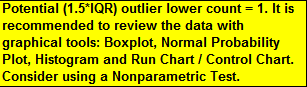 Potential (1.5*IQR) outlier lower count = 1. It is
recommended to review the data with
graphical tools: Boxplot, Normal Probability
Plot, Histogram and Run Chart / Control Chart.
Consider using a Nonparametric Test.